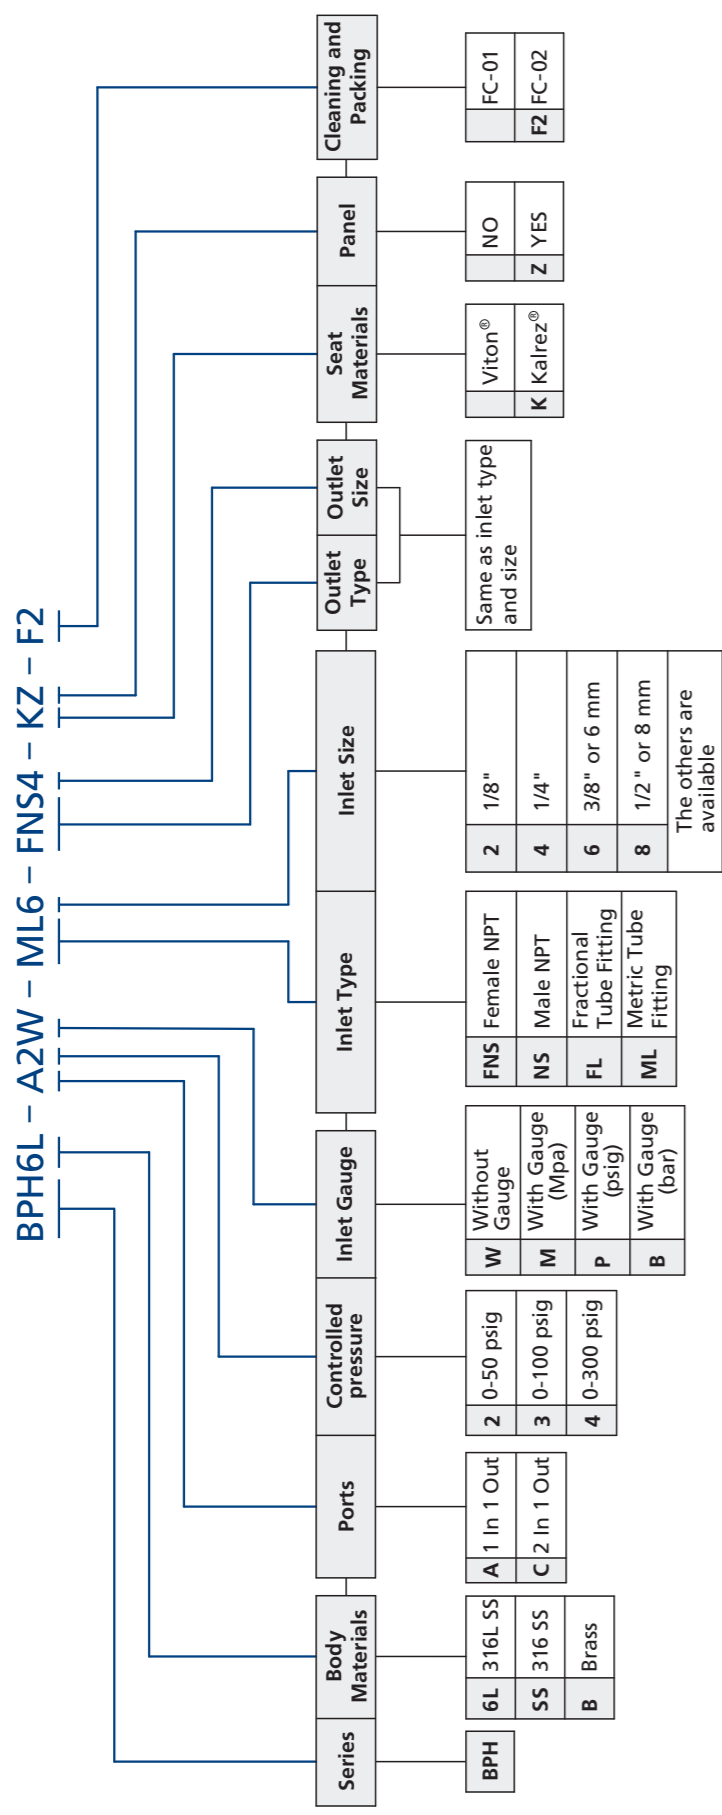 BPH6L – A2W – ML6 – FNS4 – KZ – F2
Series
BPH
Body
Materials
6L 316L SS
SS 316 SS
B Brass
Ports
A 1 In 1 Out
C 2 In 1 Out
Controlled
pressure
2 0-50 psig
3 0-100 psig
4 0-300 psig
Inlet Gauge
W Without
Gauge
M With Gauge
(Mpa)
P With Gauge
(psig)
B With Gauge
(bar)
Inlet Type
FNS Female NPT
NS Male NPT
FL Fractional
Tube Fitting
ML Metric Tube
Fitting
Inlet Size
2 1/8"
4 1/4"
6 3/8" or 6 mm
8 1/2" or 8 mm
The others are
available
Outlet
Type
Outlet
Size
Same as inlet type
and size
Seat
Materials
Viton®
K Kalrez®
Panel
NO
Z YES
Cleaning and
Packing
FC-01
F2 FC-02